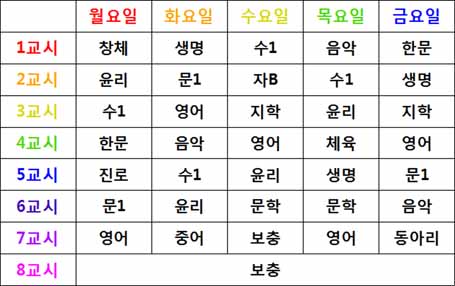 월요일 화요일 수요일 목요일 금요일
1교시 창체 생명 수1 음악 한문
2교시 윤리 문1 자B 수1 생명
3교시 수1 영어 지학 윤리 지학
4교시 한문 음악 영어 체육 영어
5교시 진로 수1 윤리 생명 문1
6교시 문1 윤리 문학 문학 음악
7교시 영어 중어 보충 영어 동아리
8교시 보충